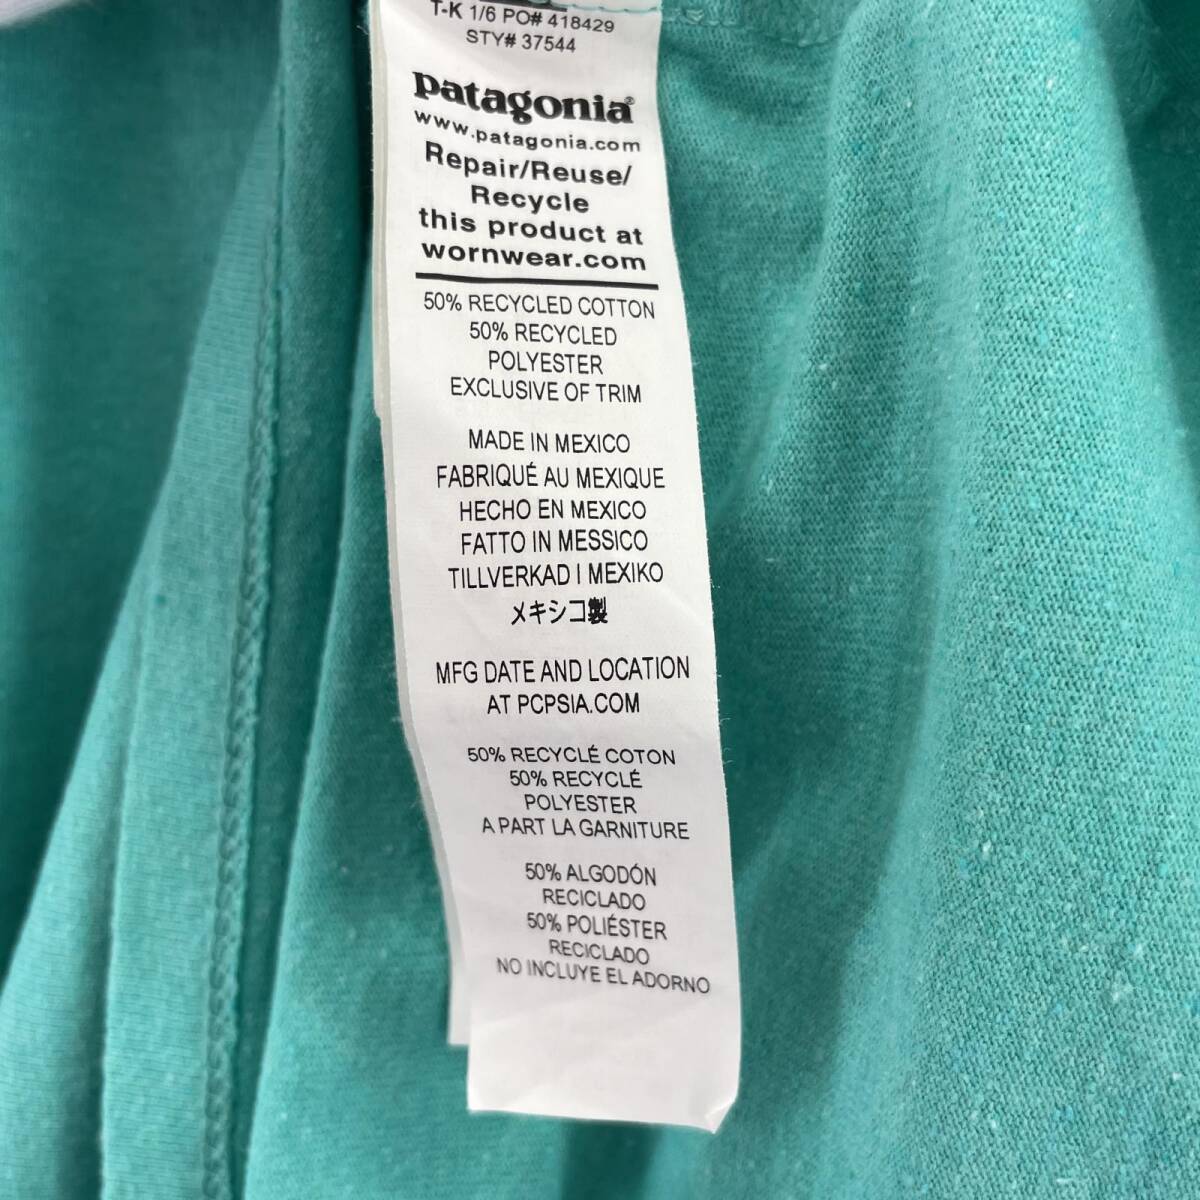 T-K 1/6 PO# 418429
STY# 37544
patagonia®
www.patagonia.com
Repair/Reuse/
Recycle
this product at
wornwear.com
50% RECYCLED COTTON
50% RECYCLED
POLYESTER
EXCLUSIVE OF TRIM
MADE IN MEXICO
FABRIQUÉ AU MEXIQUE
HECHO EN MEXICO
FATTO IN MESSICO
TILLVERKAD I MEXIKO
メキシコ製
MFG DATE AND LOCATION
AT PCPSIA.COM
50% RECYCLÉ COTON
50% RECYCLÉ
POLYESTER
A PART LA GARNITURE
50% ALGODÓN
RECICLADO
50% POLIÉSTER
RECICLADO
NO INCLUYE EL ADORNO